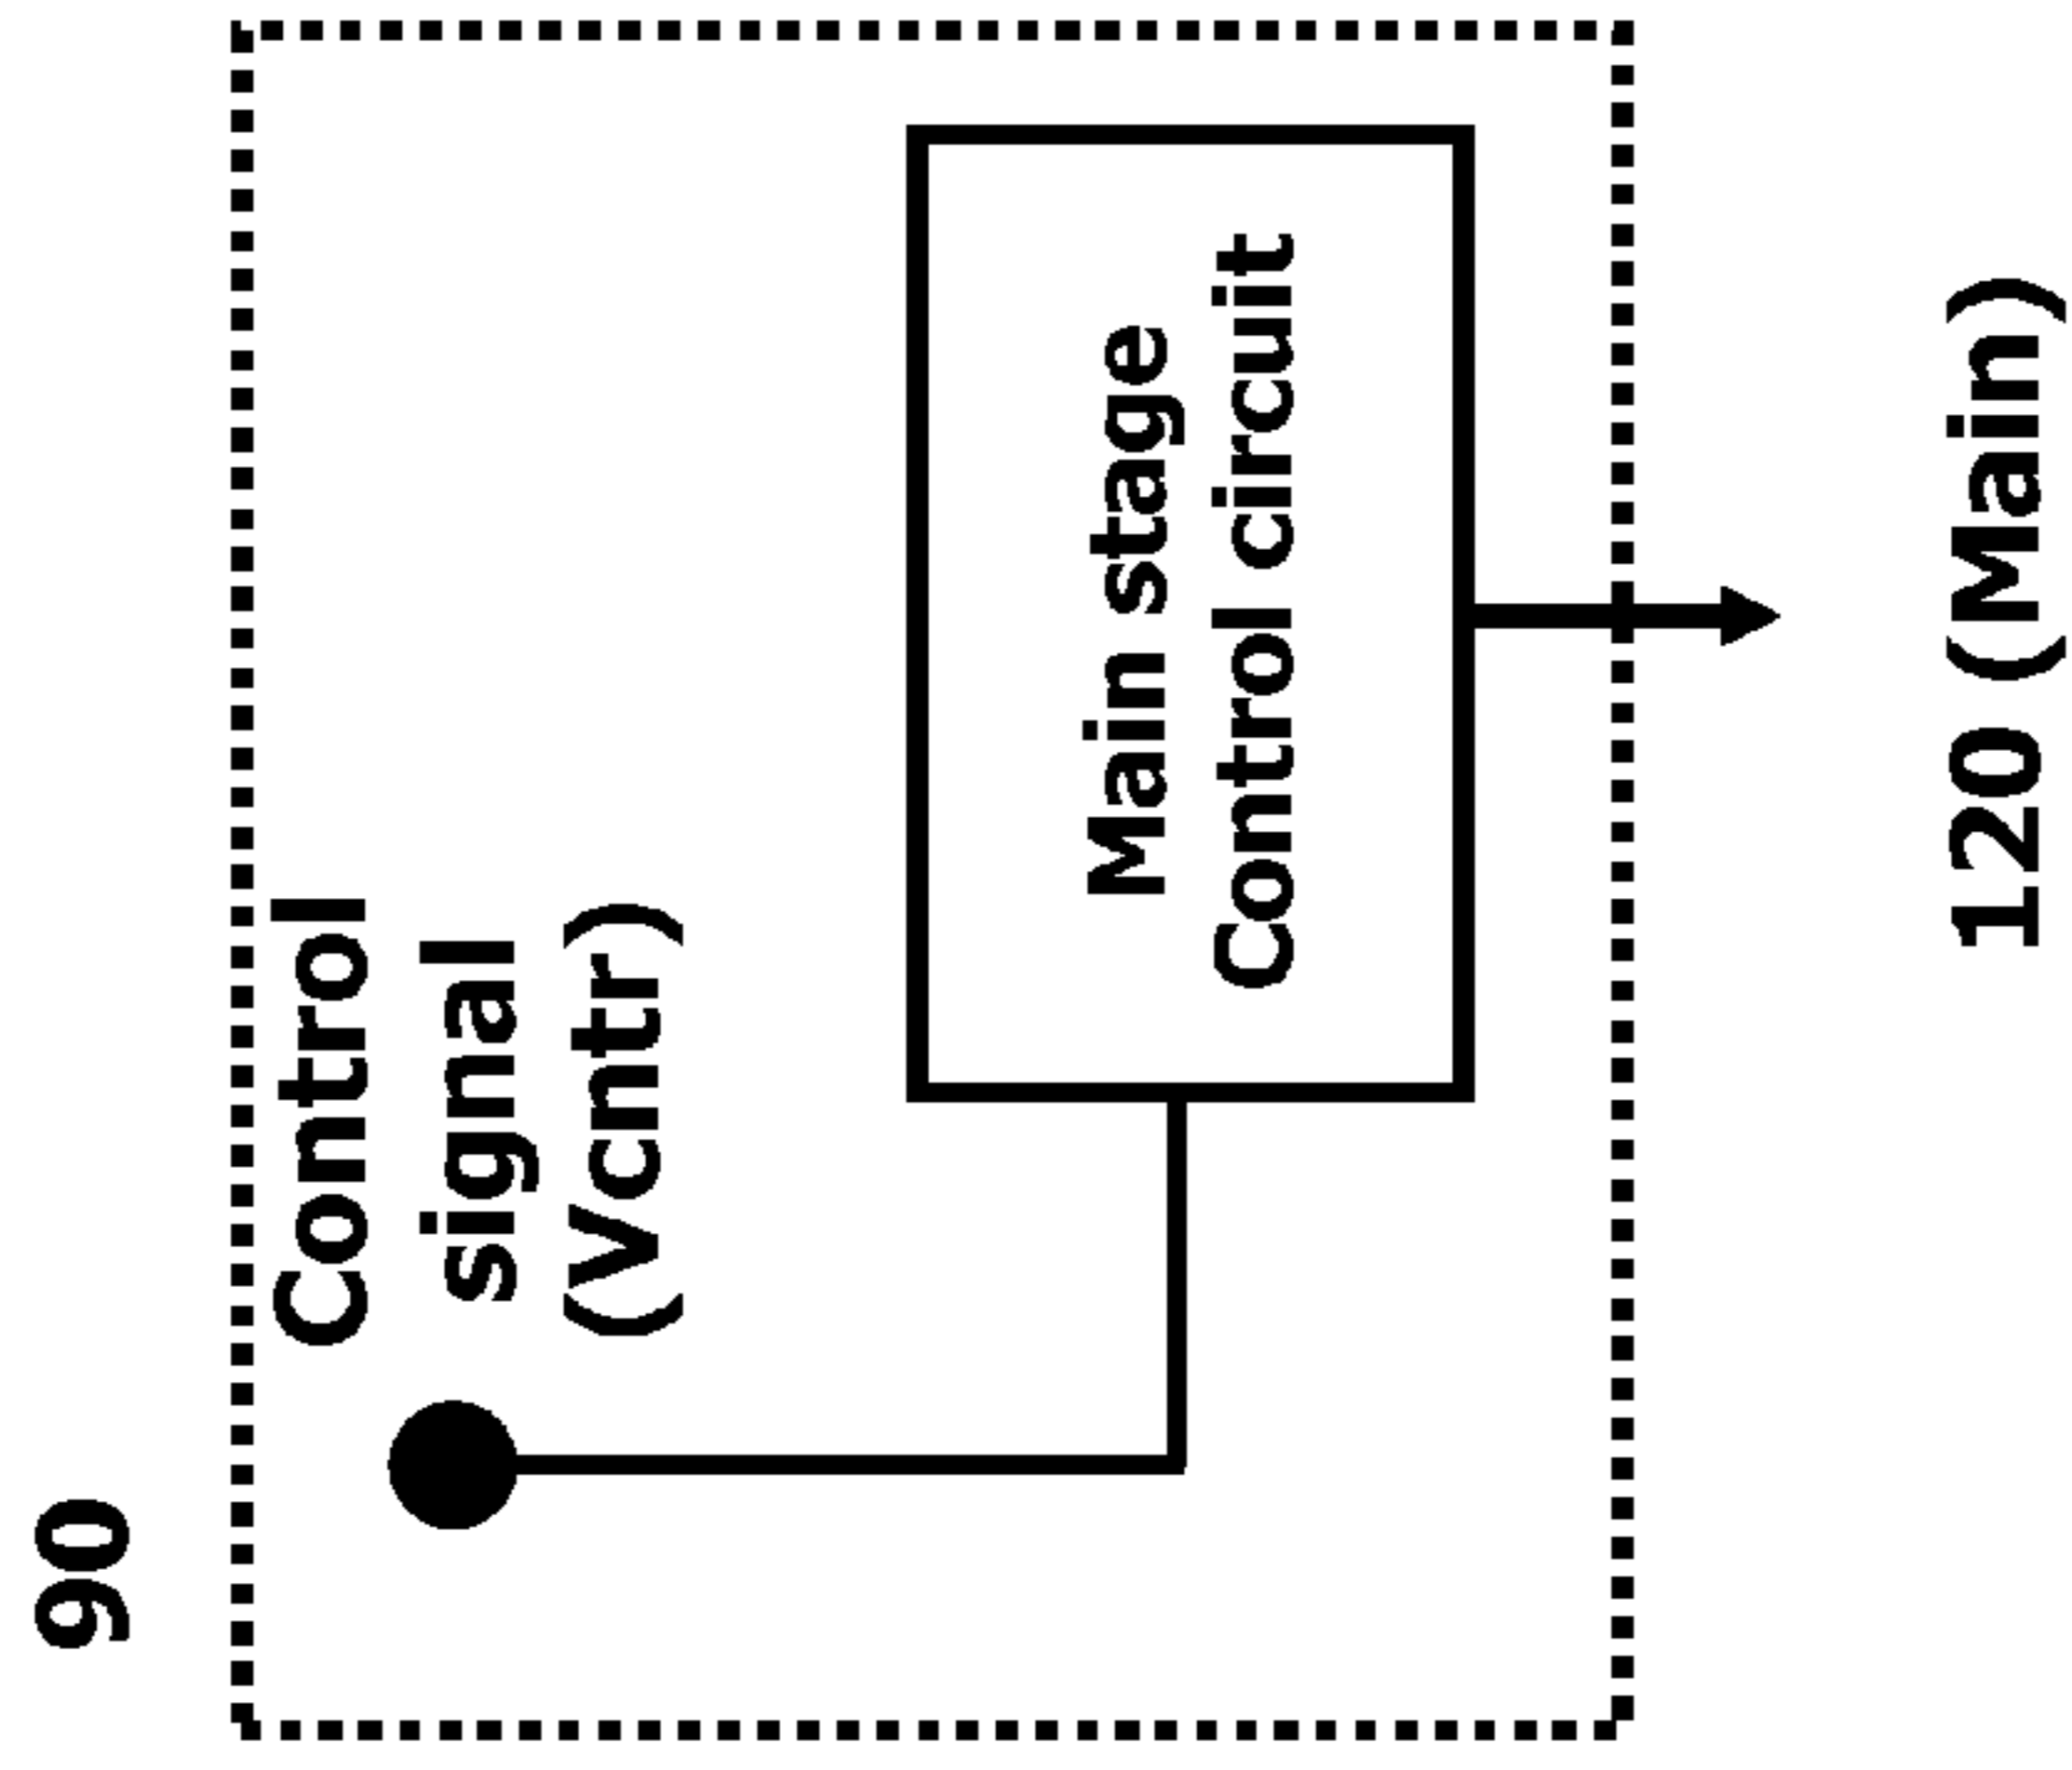 90
Control
signal
(Vcntr)
Main stage
Control circuit
120 (Main)